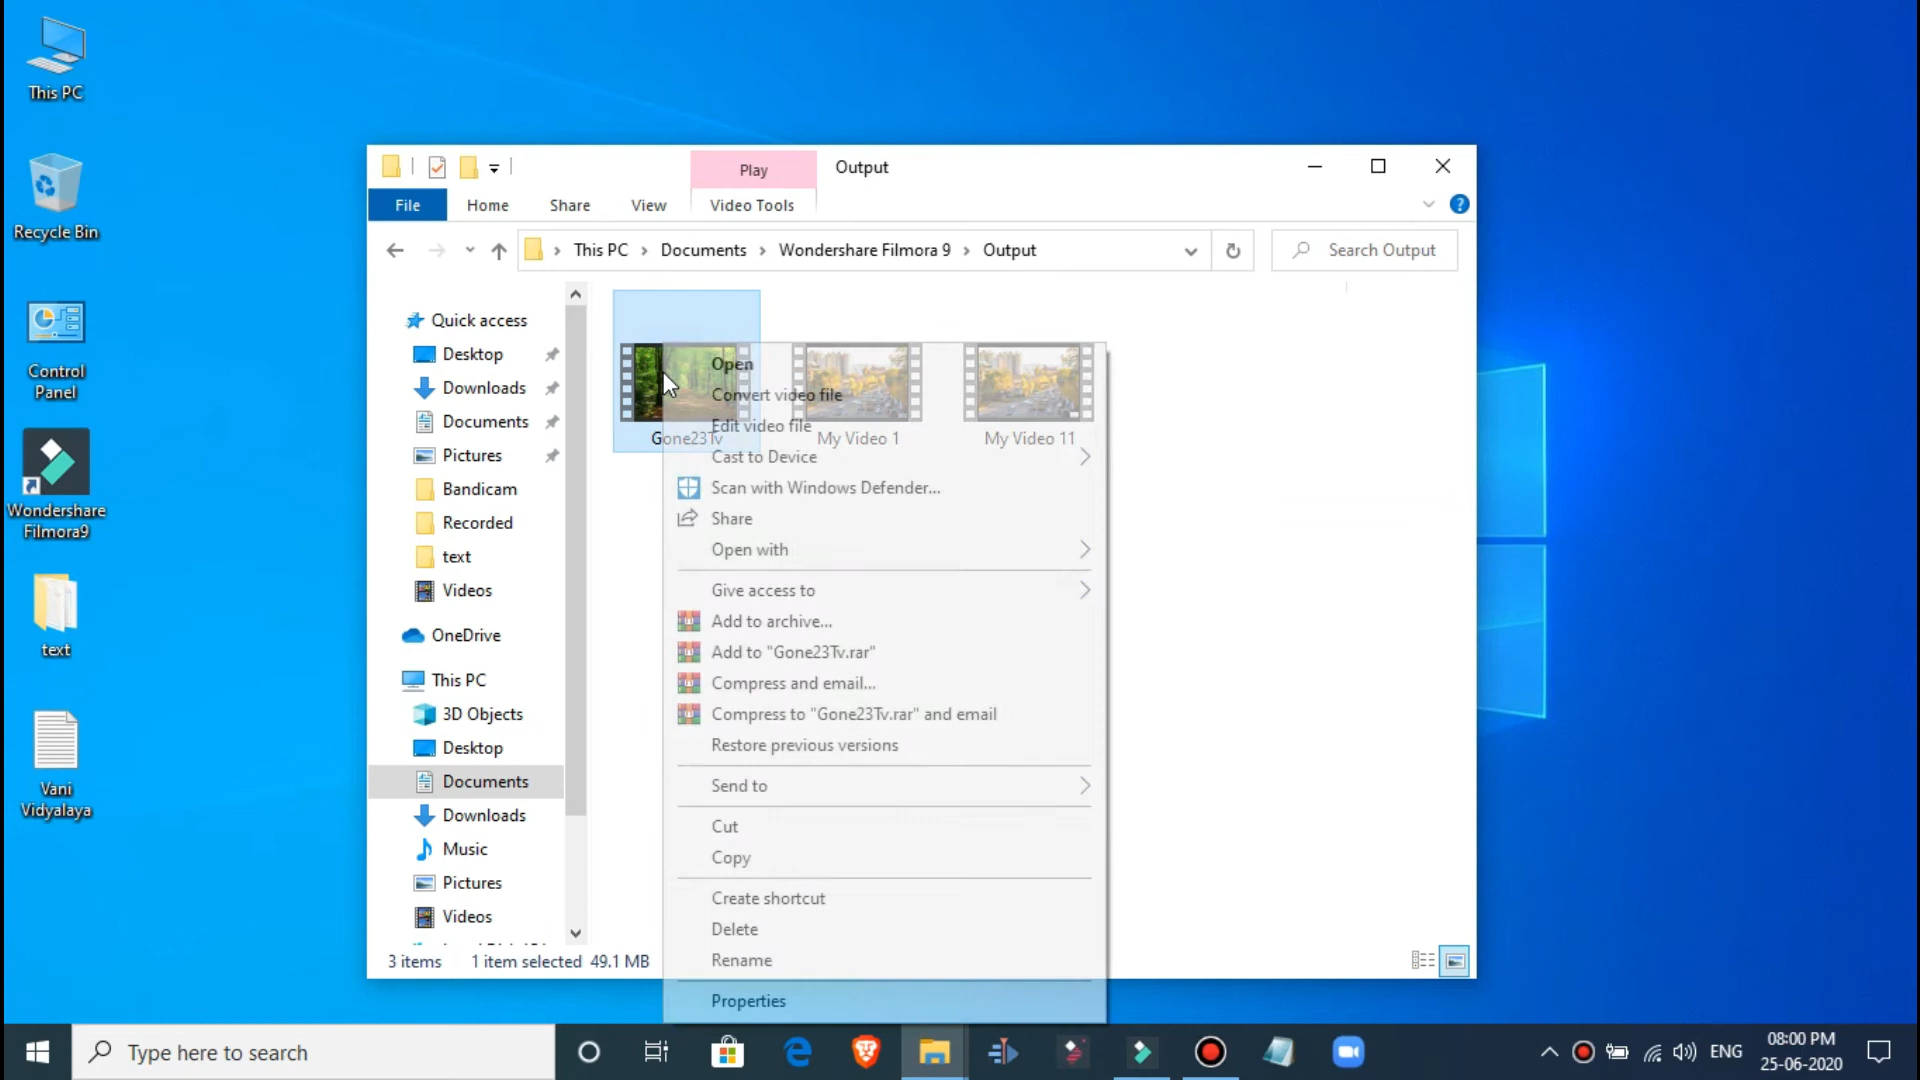 This PC
Recycle Bin
Control
Panel
Wondershare
Filmora9
text
Vani
Vidyalaya
Play
Output
File
Home
Share
View
Video Tools
This PC
Documents
Wondershare Filmora 9
Output
Search Output
Quick access
Desktop
Downloads
Documents
Pictures
Bandicam
Recorded
text
Videos
OneDrive
This PC
3D Objects
Desktop
Documents
Downloads
Music
Pictures
Videos
Gone23Tv
My Video 1
My Video 11
Open
Convert video file
Edit video file
Cast to Device
Scan with Windows Defender...
Share
Open with
Give access to
Add to archive...
Add to "Gone23Tv.rar"
Compress and email...
Compress to "Gone23Tv.rar" and email
Restore previous versions
Send to
Cut
Copy
Create shortcut
Delete
Rename
Properties
3 items
1 item selected 49.1 MB
Type here to search
ENG
08:00 PM
25-06-2020